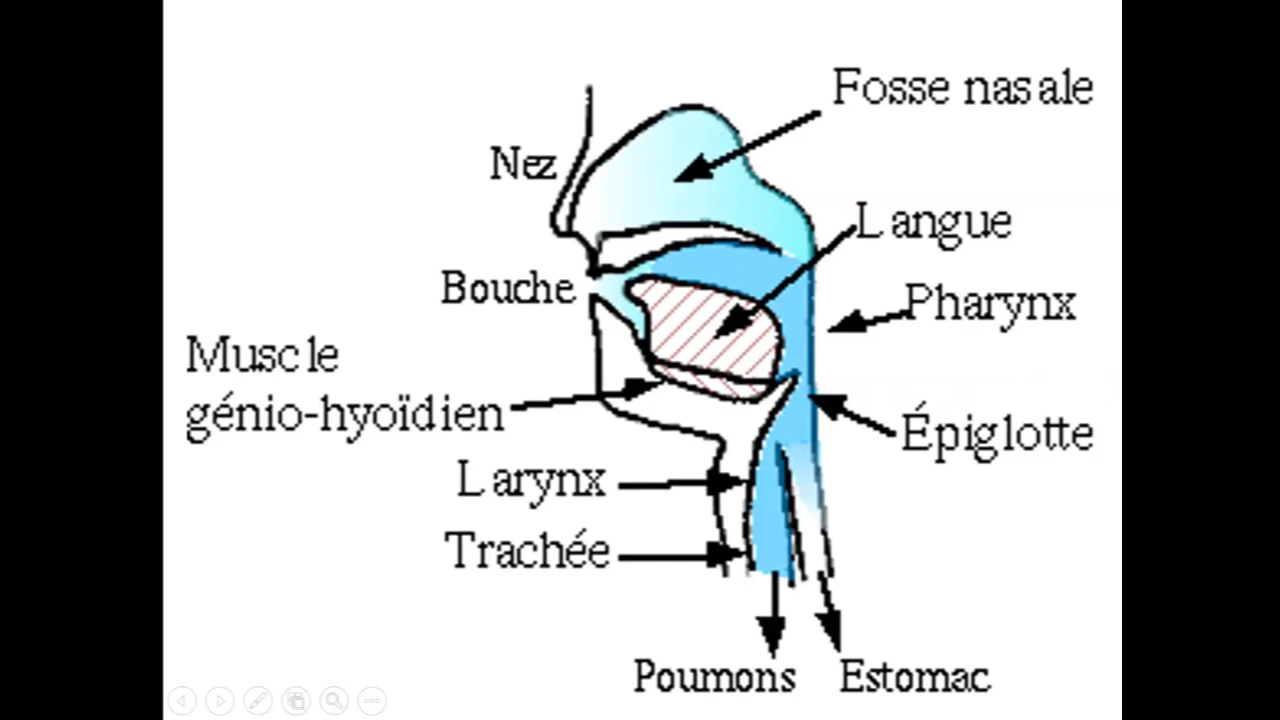 Fosse nasale
Nez
Langue
Bouche
Pharynx
Muscle
génio-hyoïdien
Épiglotte
Larynx
Trachée
Poumons
Estomac